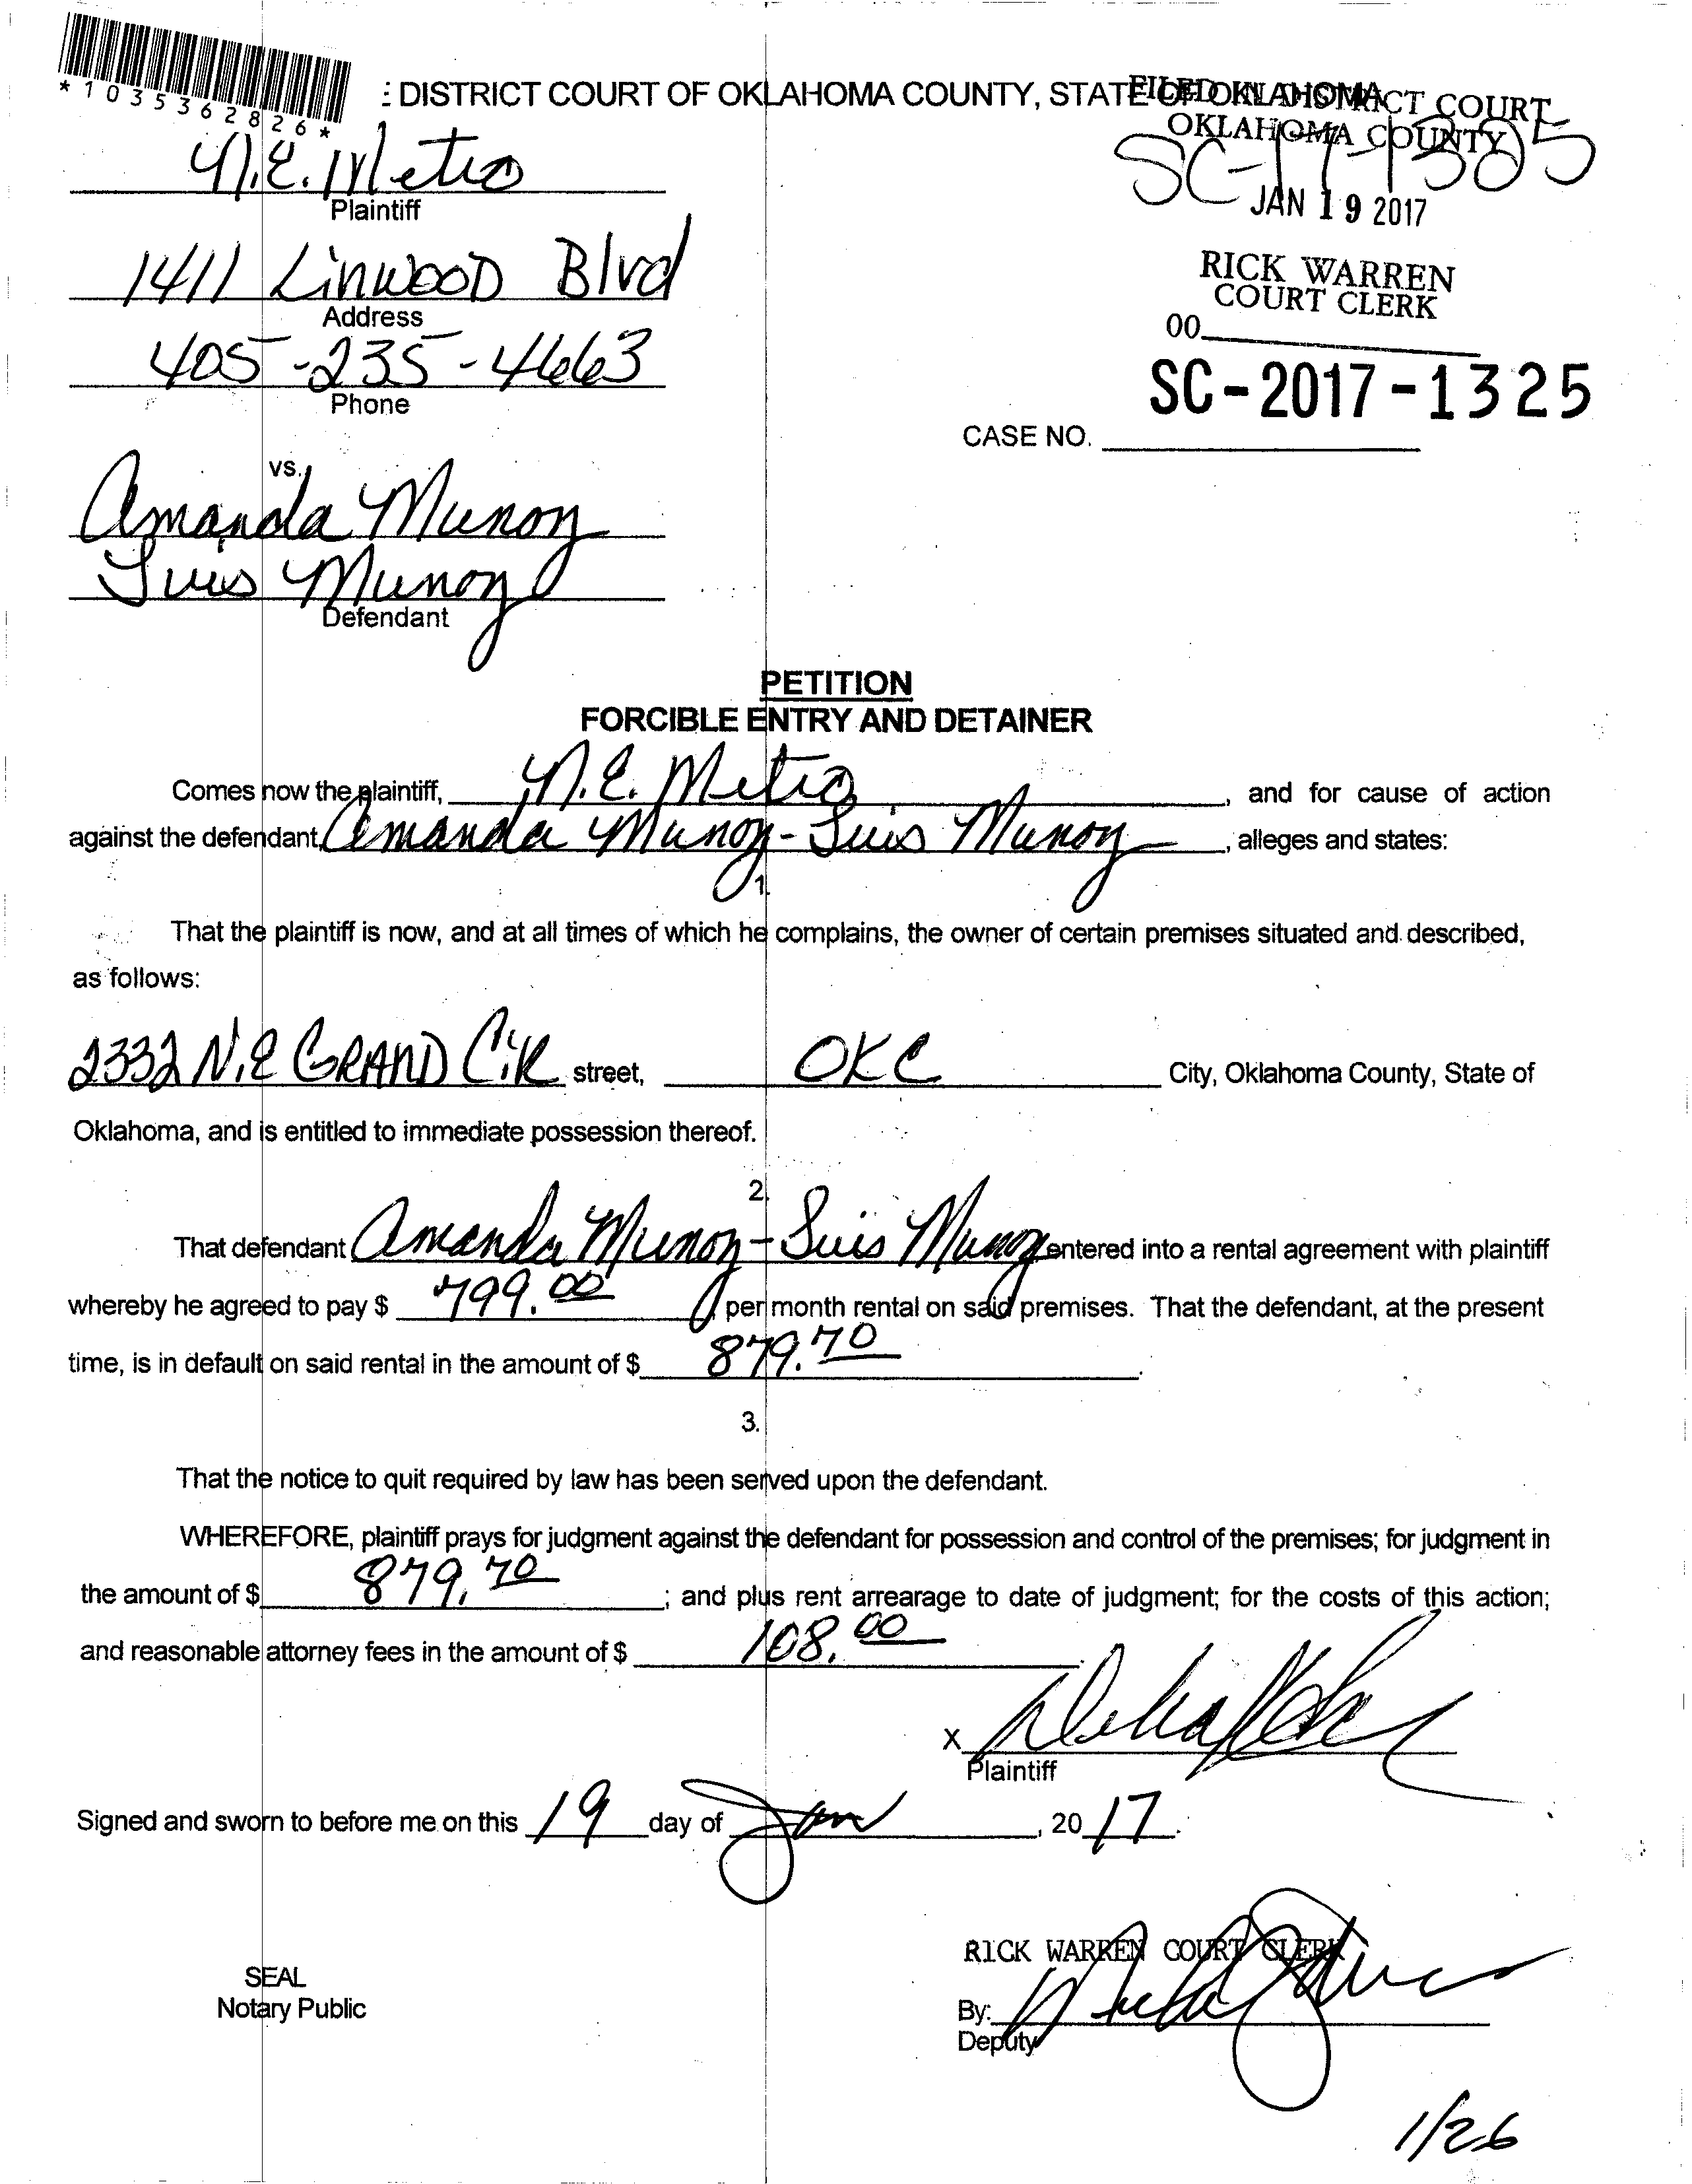 *1035362826*
: DISTRICT COURT OF OKLAHOMA COUNTY, STATE OF OKLAHOMA
FILED DISTRICT COURT
OKLAHOMA COUNTY
N.E. Metro
SC-17-1325
Plaintiff
JAN 19 2017
1411 LinwooD Blvd
RICK WARREN
COURT CLERK
Address
00
405-235-4663
Phone
SC-2017-1325
CASE NO.
vs.
Amanda Munoz
Luis Munoz
Defendant
PETITION
FORCIBLE ENTRY AND DETAINER
Comes now the plaintiff, N.E. Metro, and for cause of action
against the defendant, Amanda Munoz - Luis Munoz, alleges and states:
1.
That the plaintiff is now, and at all times of which he complains, the owner of certain premises situated and described,
as follows:
2332 N.E GRAND CiR street, OKC City, Oklahoma County, State of
Oklahoma, and is entitled to immediate possession thereof.
2.
That defendant Amanda Munoz - Luis Munoz entered into a rental agreement with plaintiff
whereby he agreed to pay $ 799.00, per month rental on said premises. That the defendant, at the present
time, is in default on said rental in the amount of $ 879.70.
3.
That the notice to quit required by law has been served upon the defendant.
WHEREFORE, plaintiff prays for judgment against the defendant for possession and control of the premises; for judgment in
the amount of $ 879.70; and plus rent arrearage to date of judgment; for the costs of this action;
and reasonable attorney fees in the amount of $ 108.00.
X
Plaintiff
Signed and sworn to before me on this 19 day of Jan, 2017.
RICK WARREN COURT CLERK
SEAL
Notary Public
By:
Deputy
1/26